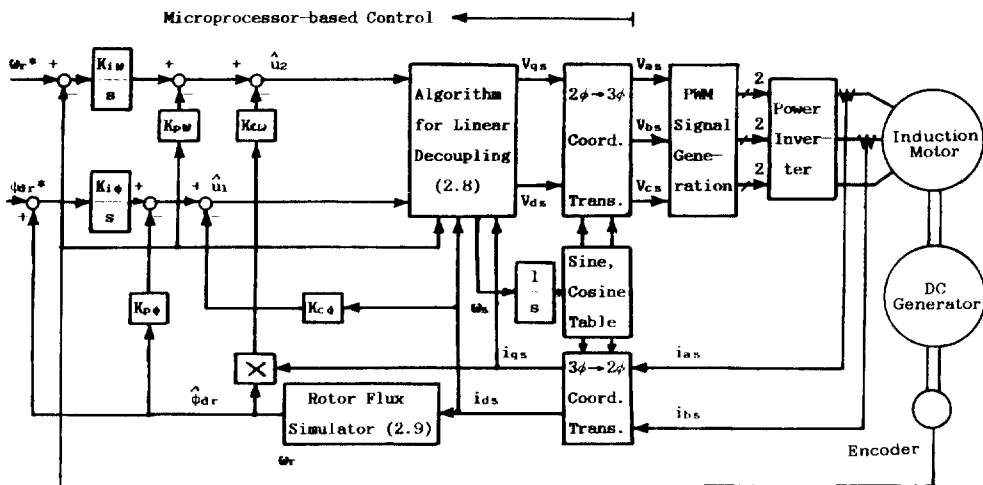 Microprocessor-based Control
ωr* + −
Kiω
s
+ −
+ −
û2
Kpω
Kcω
Algorithm
for Linear
Decoupling
(2.8)
Vqs
Vds
2φ→3φ
Coord.
Trans.
Vas
Vbs
Vcs
PWM
Signal
Gene-
ration
2
2
2
Power
Inver-
ter
Induction
Motor
φdr*
+ −
Kiφ
s
+ −
+ −
û1
Kpφ
Kcφ
ωs
1
s
Sine,
Cosine
Table
DC
Generator
×
iqs
ids
3φ→2φ
Coord.
Trans.
ias
ibs
φ̂dr
Rotor Flux
Simulator (2.9)
ωr
Encoder